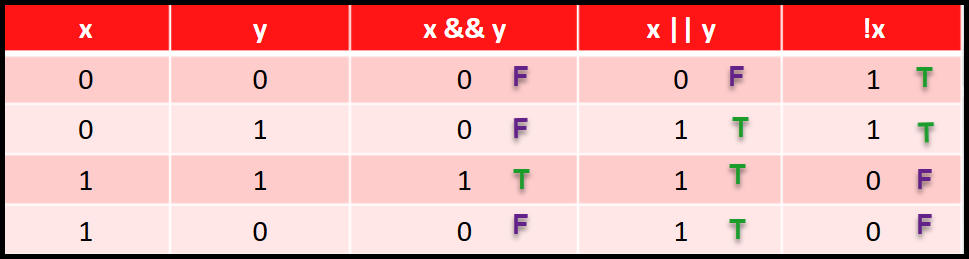 x y x && y x || y !x
0 0 0 F 0 F 1 T
0 1 0 F 1 T 1 T
1 1 1 T 1 T 0 F
1 0 0 F 1 T 0 F